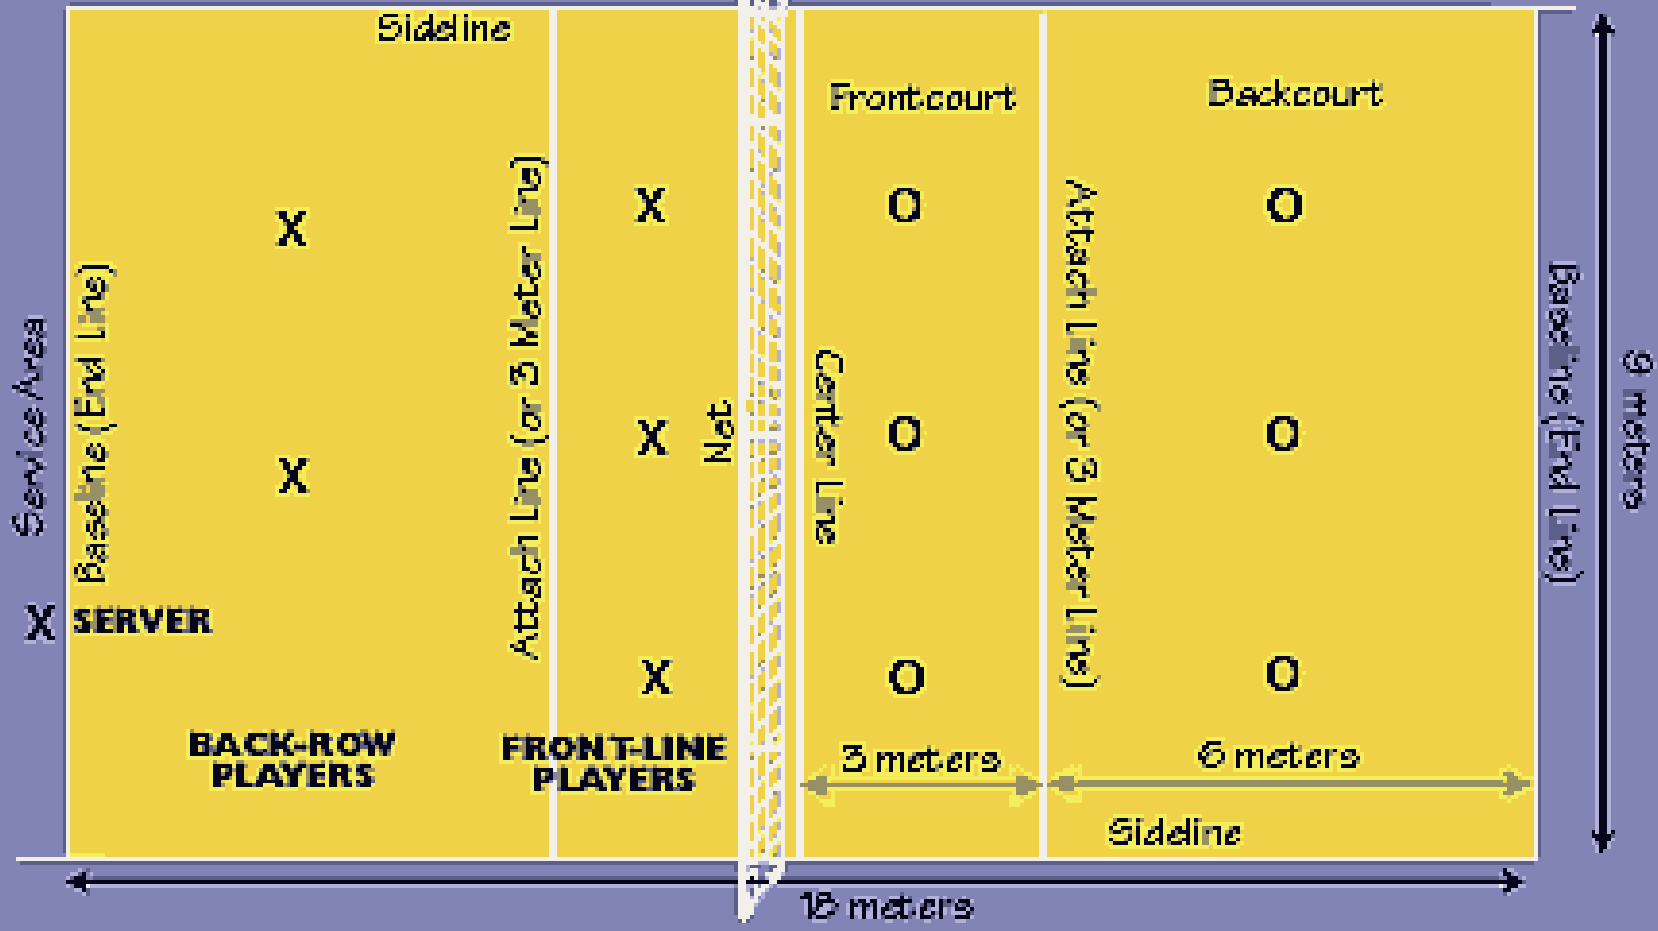 Sideline
Frontcourt
Backcourt
X
X
O
O
Service Area
Baseline (End Line)
Attach Line (or 3 Meter Line)
Net
Center Line
Attach Line (or 3 Meter Line)
Baseline (End Line)
9 meters
X
X
O
O
X SERVER
X
O
O
BACK-ROW
PLAYERS
FRONT-LINE
PLAYERS
3 meters
6 meters
Sideline
18 meters